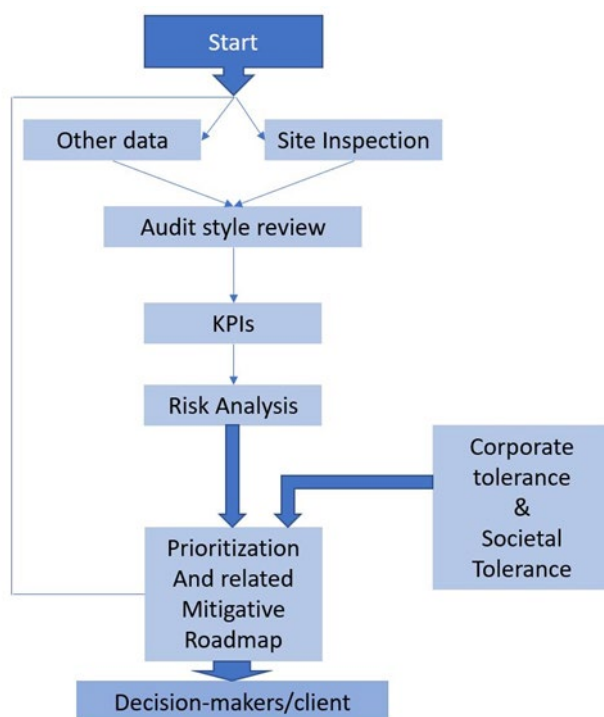 Start
Other data
Site Inspection
Audit style review
KPIs
Risk Analysis
Corporate
tolerance
&
Societal
Tolerance
Prioritization
And related
Mitigative
Roadmap
Decision-makers/client